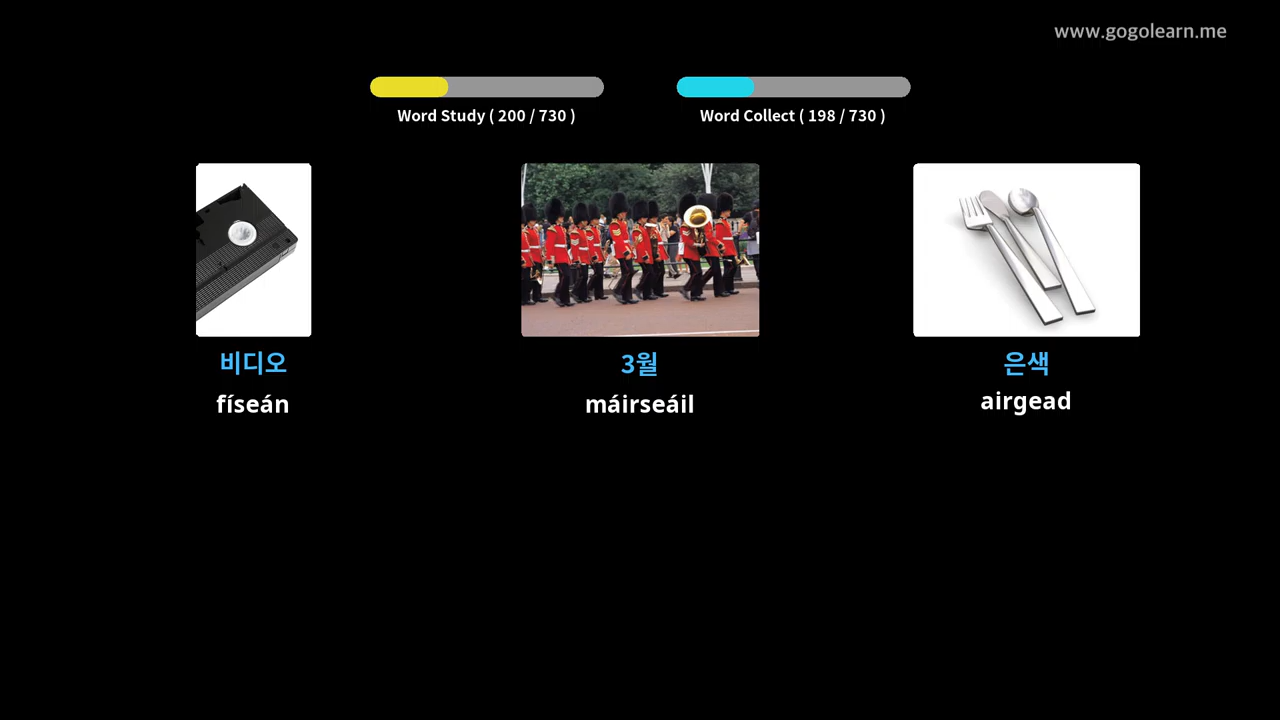 www.gogolearn.me
Word Study ( 200 / 730 )
Word Collect ( 198 / 730 )
비디오
físeán
3월
máirseáil
은색
airgead